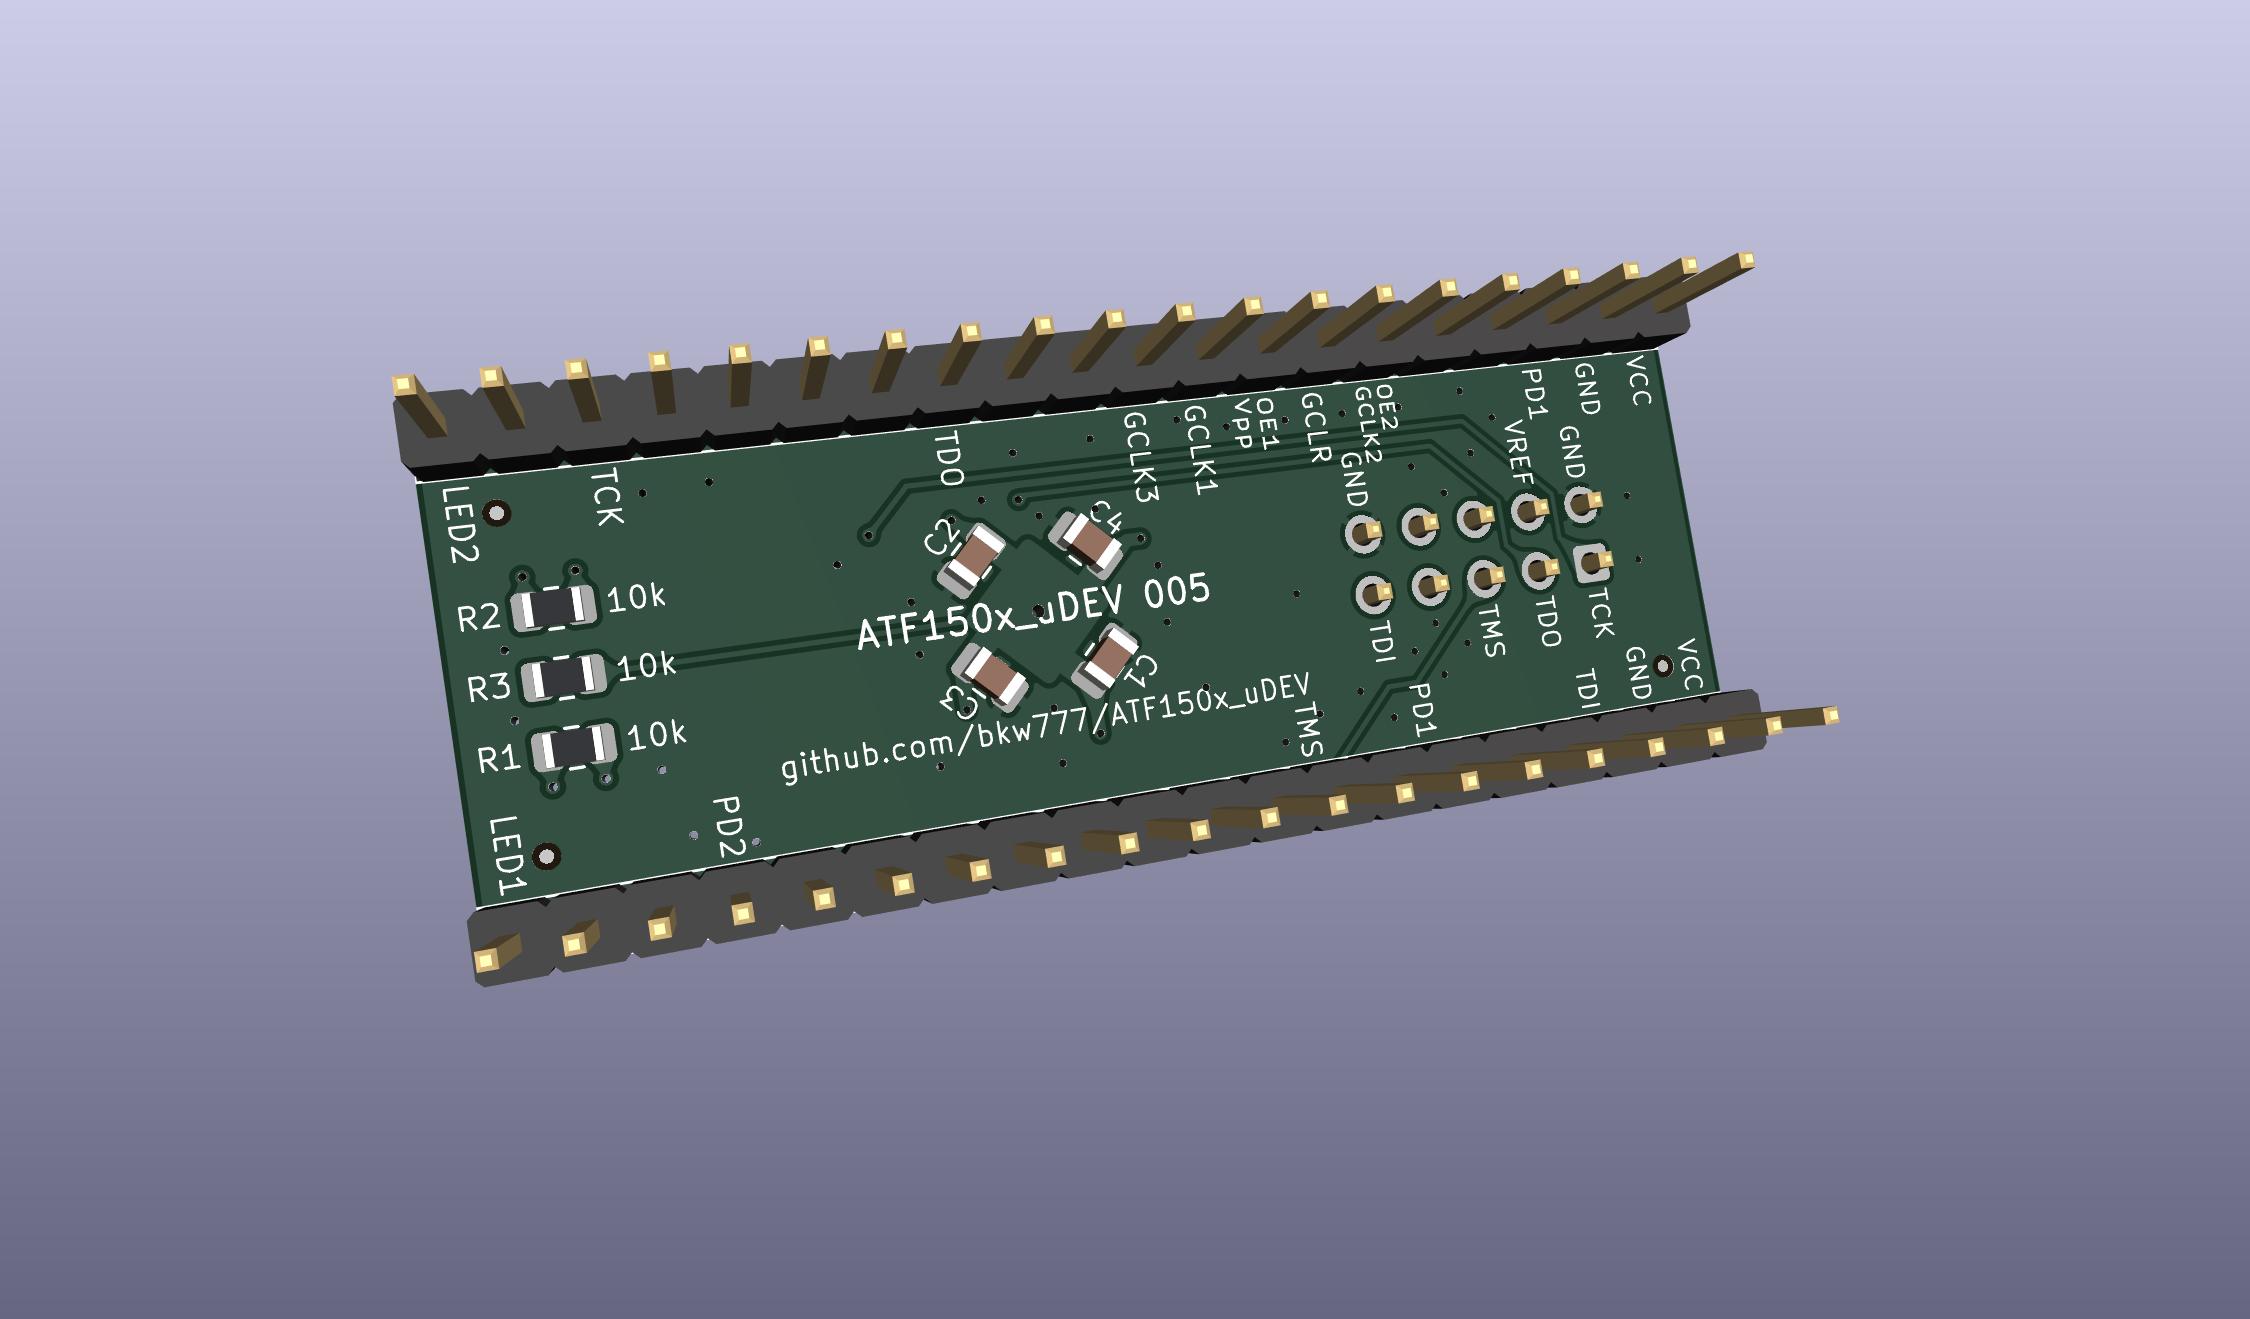 LED2
TCK
TDO
GCLK3
GCLK1
VPP
OE1
GCLR
GCLK2
OE2
PD1
GND
VCC
GND
VREF
GND
C2
C4
R2 10k
ATF150x_uDEV 005
R3 10k
TDI
TMS
TDO
TCK
C3
C1
R1 10k
github.com/bkw777/ATF150x_uDEV
LED1
PD2
TMS
PD1
TDI
GND
VCC